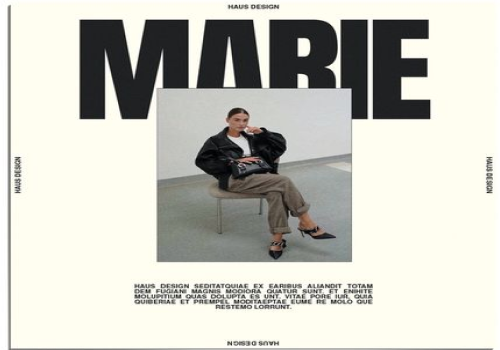 HAUS DESIGN
MARIE
HAUS DESIGN
HAUS DESIGN
HAUS DESIGN SEDITATQUIAE EX EARIBUS ALIANDIT TOTAM
DEM FUGIANI MAGNIS MODIORA QUATUR SUNT, ET ENIHITE
MOLUPITIUM QUAS DOLUPTA ES UNT. VITAE PORE IUR, QUIA
QUIBERIAE ET PREMPEL MODITAEPTAE EUME RE MOLO QUE
RESTEMO LORRUNT.
HAUS DESIGN